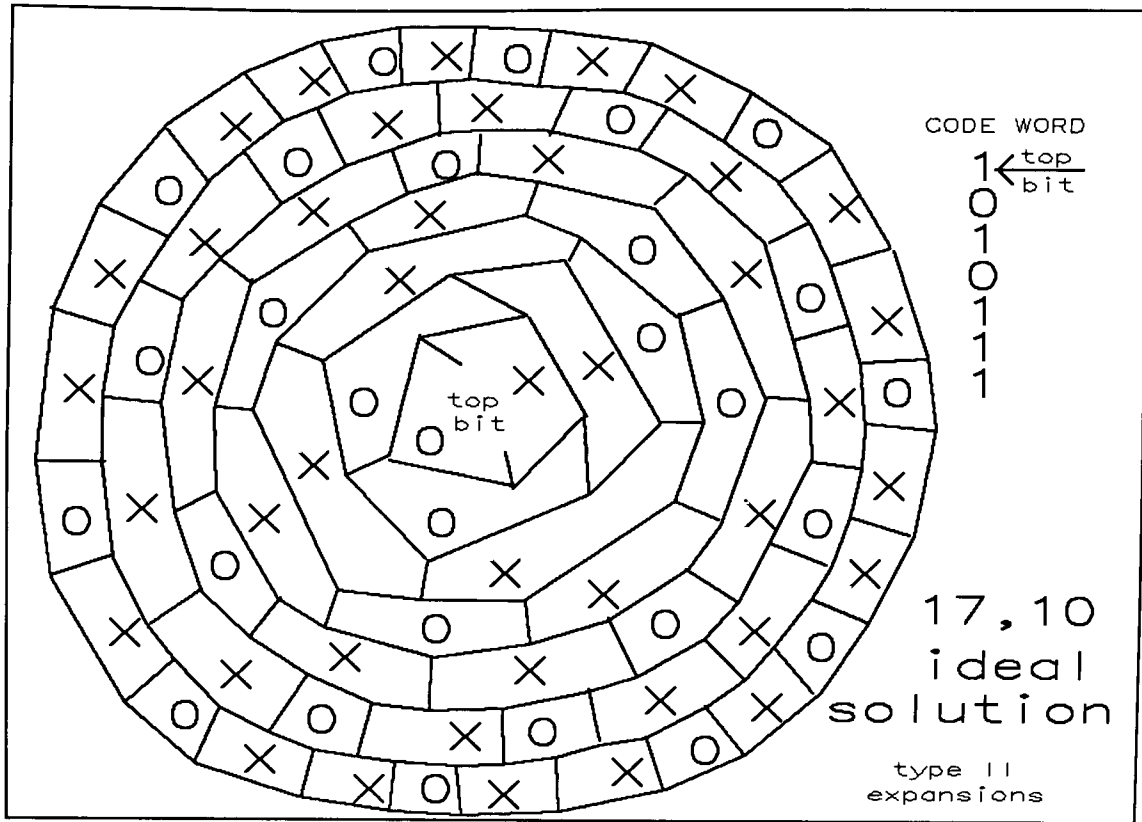 CODE WORD
1 top
bit
0
1
0
1
1
1
top
bit
17,10
ideal
solution
type II
expansions